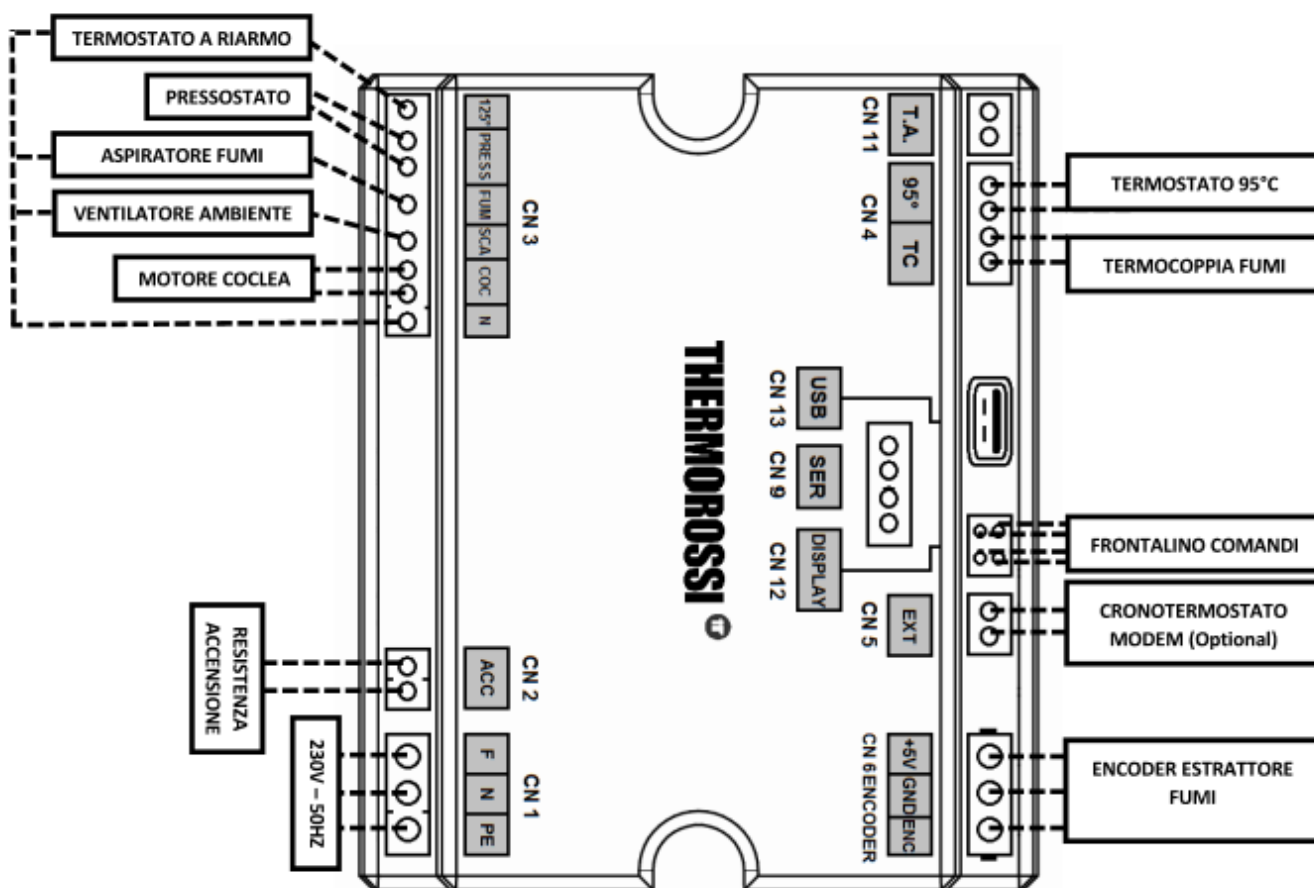 TERMOSTATO A RIARMO
PRESSOSTATO
ASPIRATORE FUMI
VENTILATORE AMBIENTE
MOTORE COCLEA
RESISTENZA
ACCENSIONE
230V – 50HZ
125°
PRESS
FUM
SCA
COC
N
CN 3
ACC
CN 2
F
N
PE
CN 1
THERMOROSSI
T.A.
CN 11
95°
TC
CN 4
USB
CN 13
SER
CN 9
DISPLAY
CN 12
EXT
CN 5
+5V
GND
ENC
CN 6 ENCODER
TERMOSTATO 95°C
TERMOCOPPIA FUMI
FRONTALINO COMANDI
CRONOTERMOSTATO
MODEM (Optional)
ENCODER ESTRATTORE
FUMI